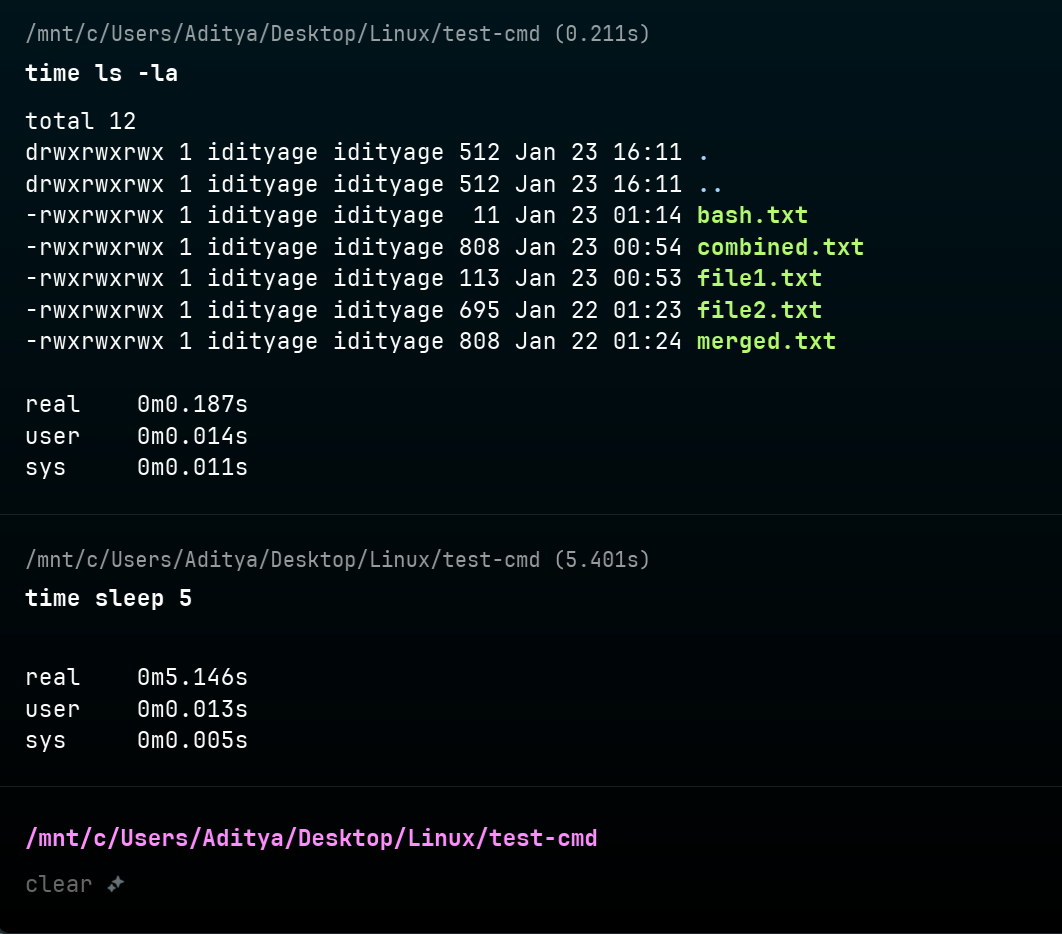 /mnt/c/Users/Aditya/Desktop/Linux/test-cmd (0.211s)
time ls -la
total 12
drwxrwxrwx 1 idityage idityage 512 Jan 23 16:11 .
drwxrwxrwx 1 idityage idityage 512 Jan 23 16:11 ..
-rwxrwxrwx 1 idityage idityage  11 Jan 23 01:14 bash.txt
-rwxrwxrwx 1 idityage idityage 808 Jan 23 00:54 combined.txt
-rwxrwxrwx 1 idityage idityage 113 Jan 23 00:53 file1.txt
-rwxrwxrwx 1 idityage idityage 695 Jan 22 01:23 file2.txt
-rwxrwxrwx 1 idityage idityage 808 Jan 22 01:24 merged.txt
real    0m0.187s
user    0m0.014s
sys     0m0.011s
/mnt/c/Users/Aditya/Desktop/Linux/test-cmd (5.401s)
time sleep 5
real    0m5.146s
user    0m0.013s
sys     0m0.005s
/mnt/c/Users/Aditya/Desktop/Linux/test-cmd
clear